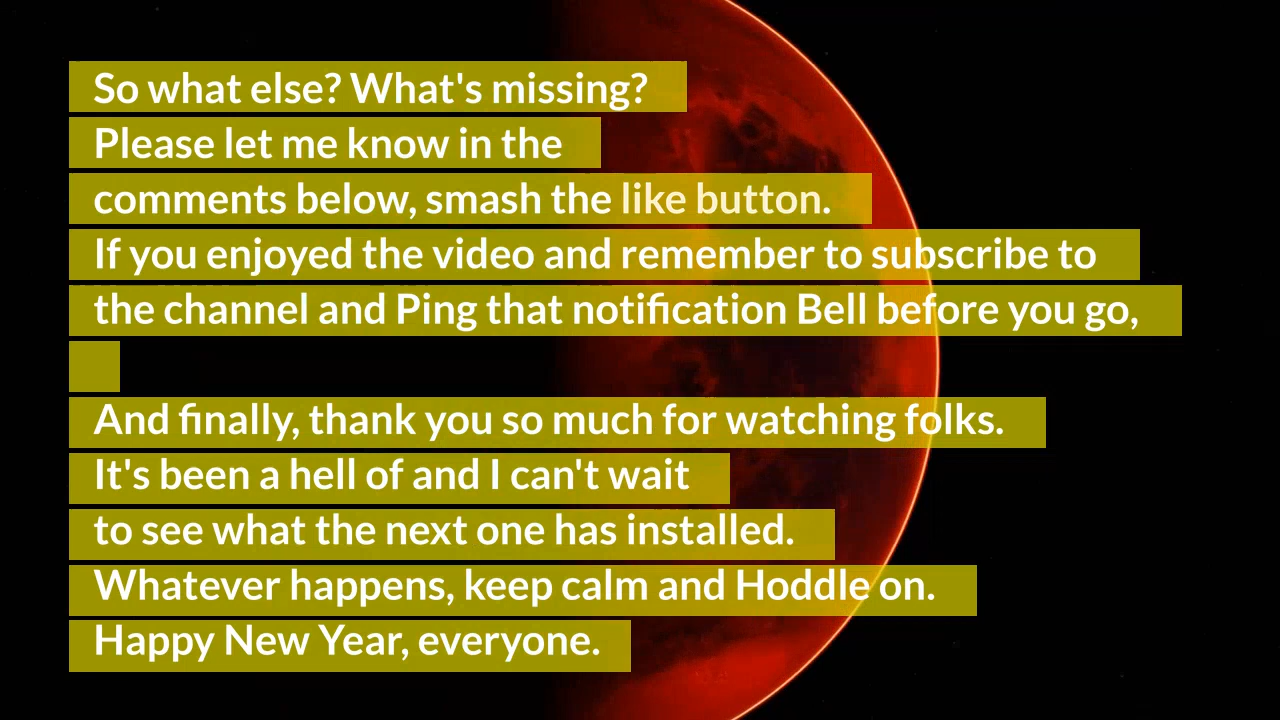 So what else? What's missing?
Please let me know in the
comments below, smash the like button.
If you enjoyed the video and remember to subscribe to
the channel and Ping that notification Bell before you go,
And finally, thank you so much for watching folks.
It's been a hell of and I can't wait
to see what the next one has installed.
Whatever happens, keep calm and Hoddle on.
Happy New Year, everyone.